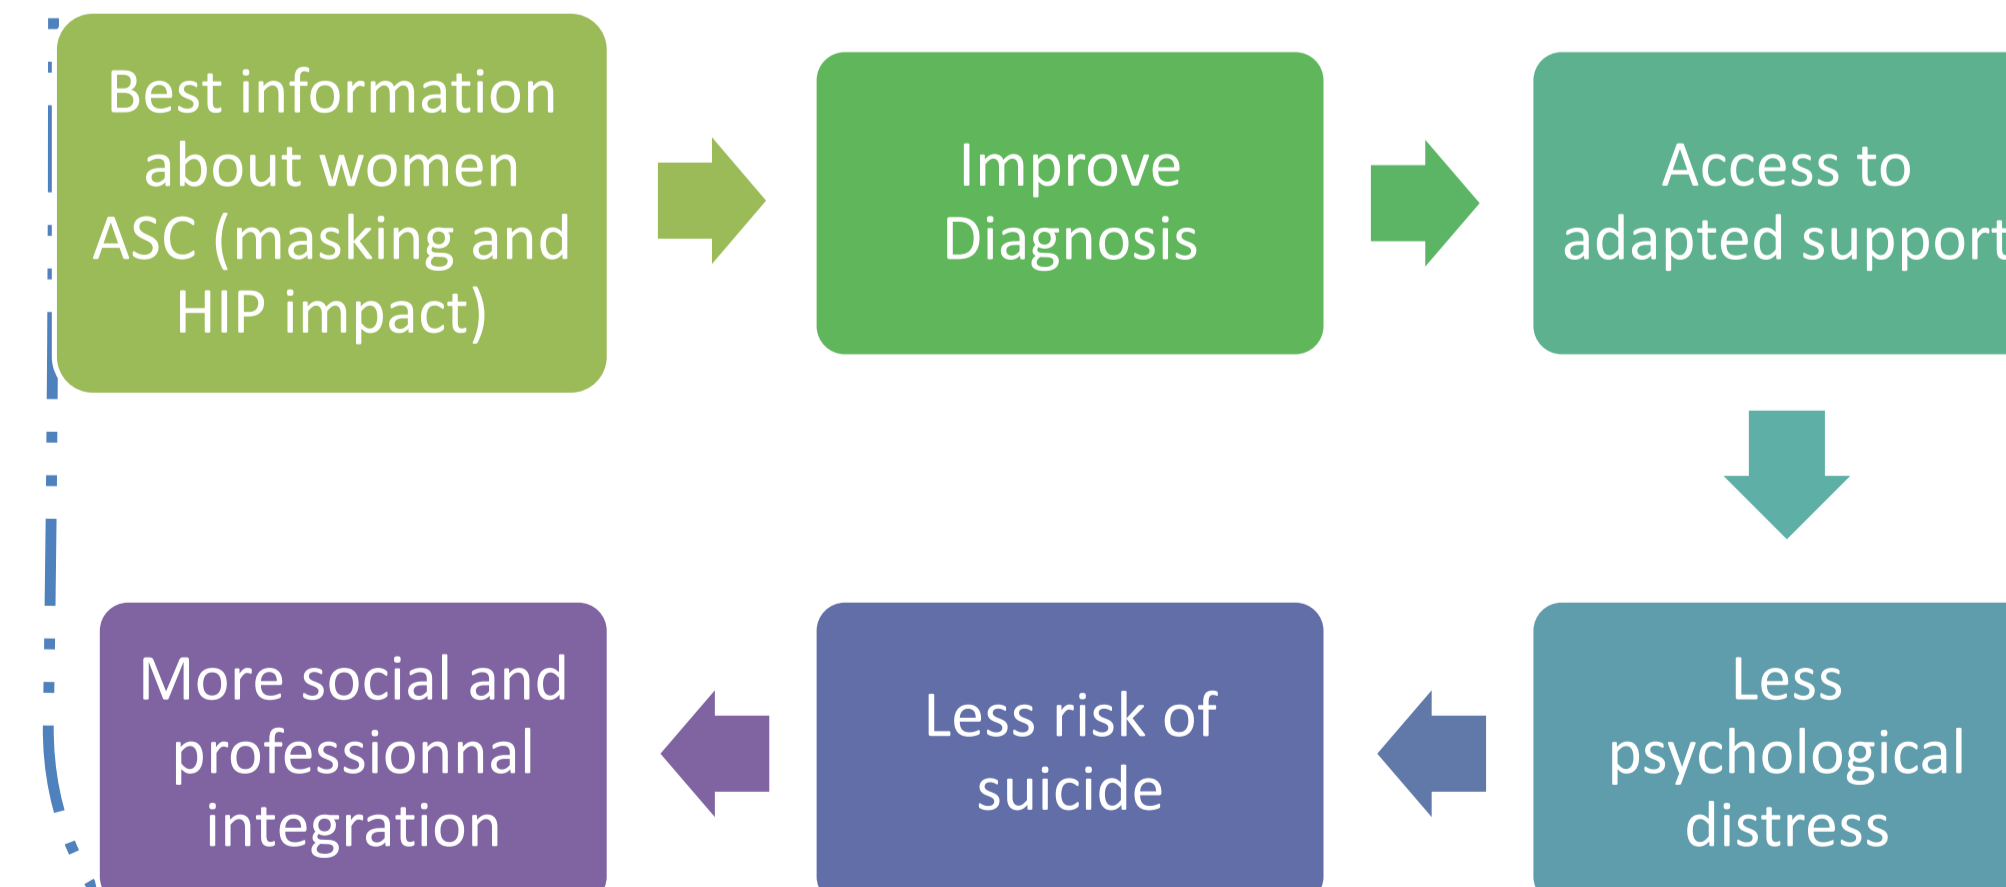 Best information
about women
ASC (masking and
HIP impact)
Improve
Diagnosis
Access to
adapted support
Less
psychological
distress
Less risk of
suicide
More social and
professionnal
integration